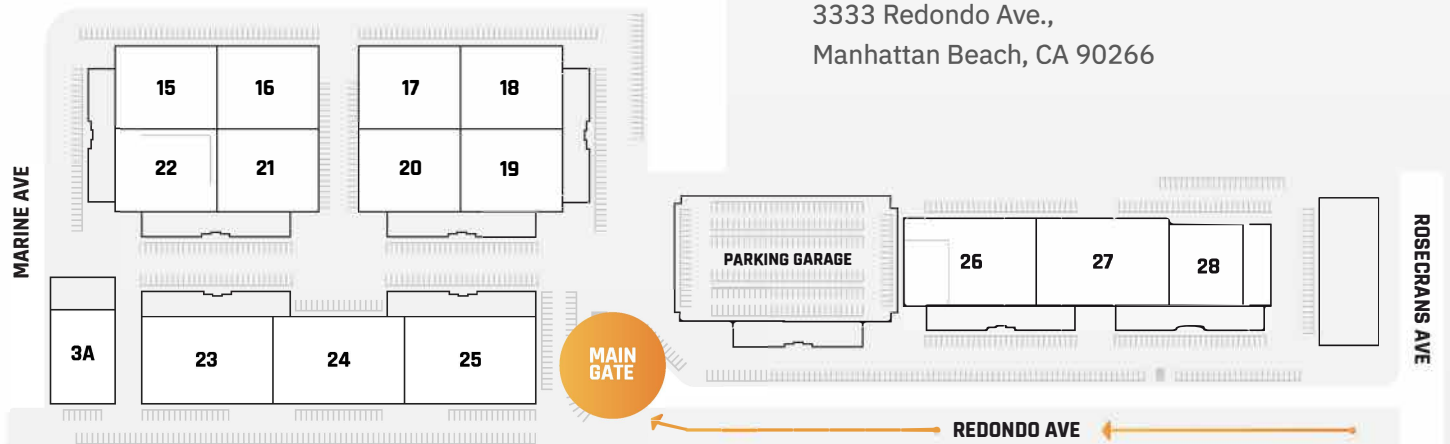 3333 Redondo Ave.,
Manhattan Beach, CA 90266
15 16 17 18
22 21 20 19
MARINE AVE
PARKING GARAGE
26 27 28
ROSECRANS AVE
3A 23 24 25
MAIN
GATE
REDONDO AVE